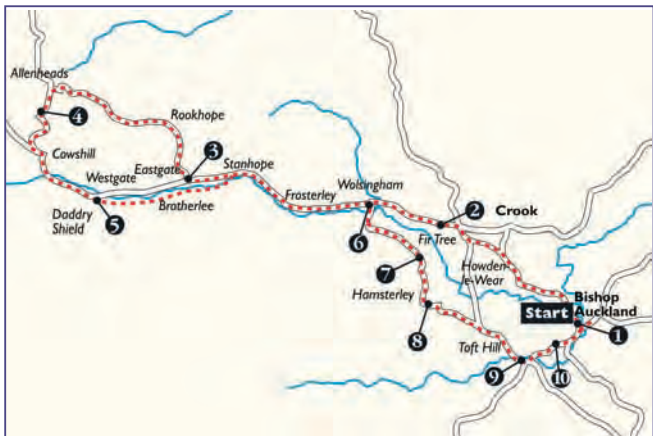 Allenheads
4
Rookhope
Cowshill
3
Westgate
Eastgate
Stanhope
Daddry
Shield
5
Brotherlee
Frosterley
Wolsingham
6
2
Crook
Fir Tree
7
Howden-
le-Wear
Hamsterley
8
Bishop
Auckland
Start
1
Toft Hill
9
10